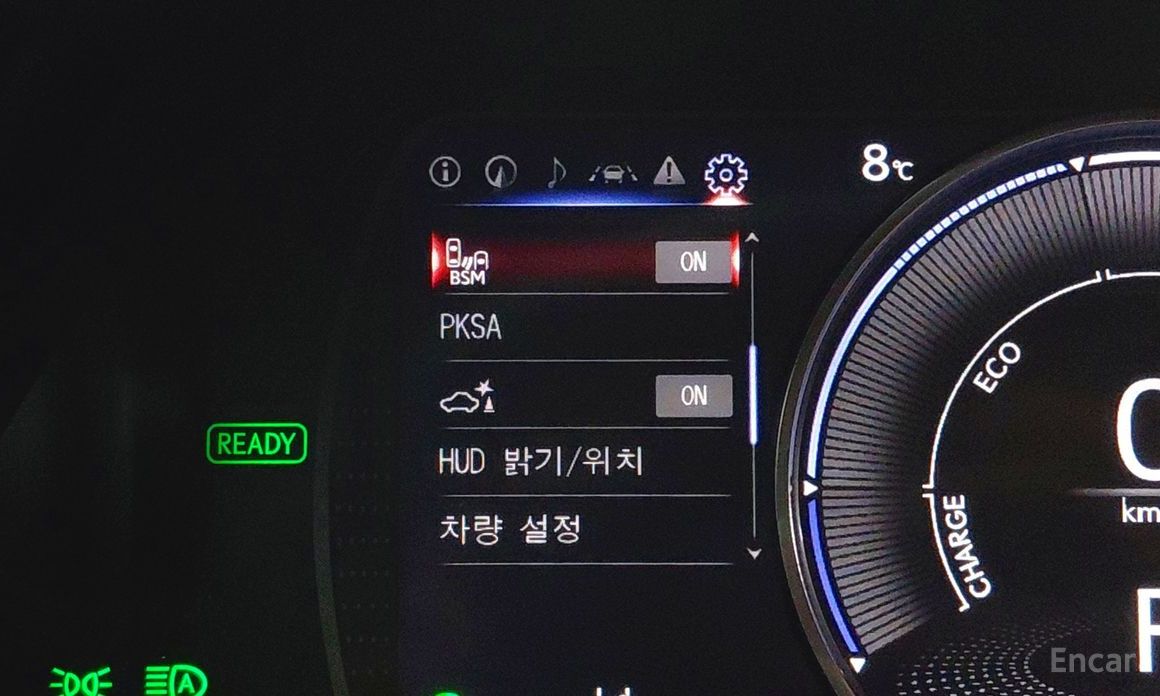 8℃
BSM
ON
PKSA
ON
ECO
READY
HUD 밝기/위치
차량 설정
CHARGE
km
A
Encar